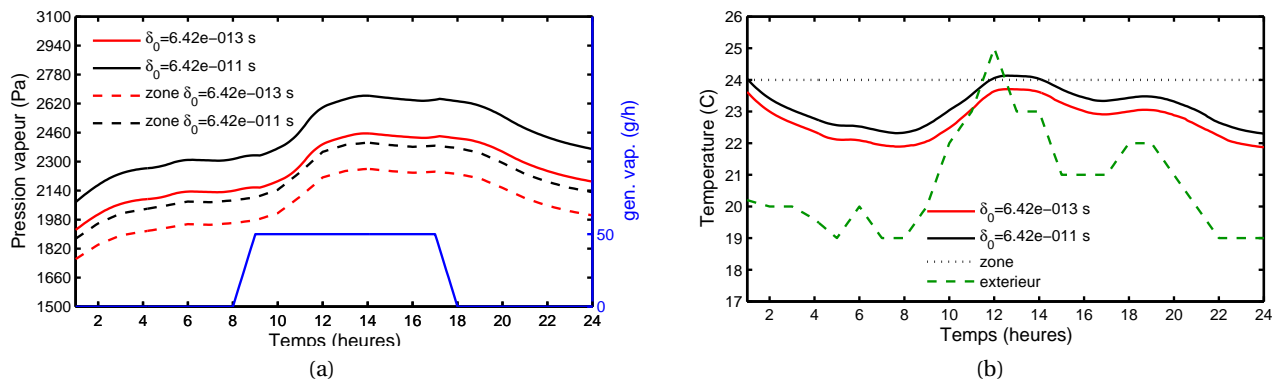 3100
2940
2780
2620
2460
2300
2140
1980
1820
1660
1500
Pression vapeur (Pa)
δ0=6.42e−013 s
δ0=6.42e−011 s
zone δ0=6.42e−013 s
zone δ0=6.42e−011 s
50
0
gen. vap. (g/h)
2 4 6 8 10 12 14 16 18 20 22 24
Temps (heures)
(a)
26
25
24
23
22
21
20
19
18
17
Temperature (C)
δ0=6.42e−013 s
δ0=6.42e−011 s
zone
exterieur
2 4 6 8 10 12 14 16 18 20 22 24
Temps (heures)
(b)